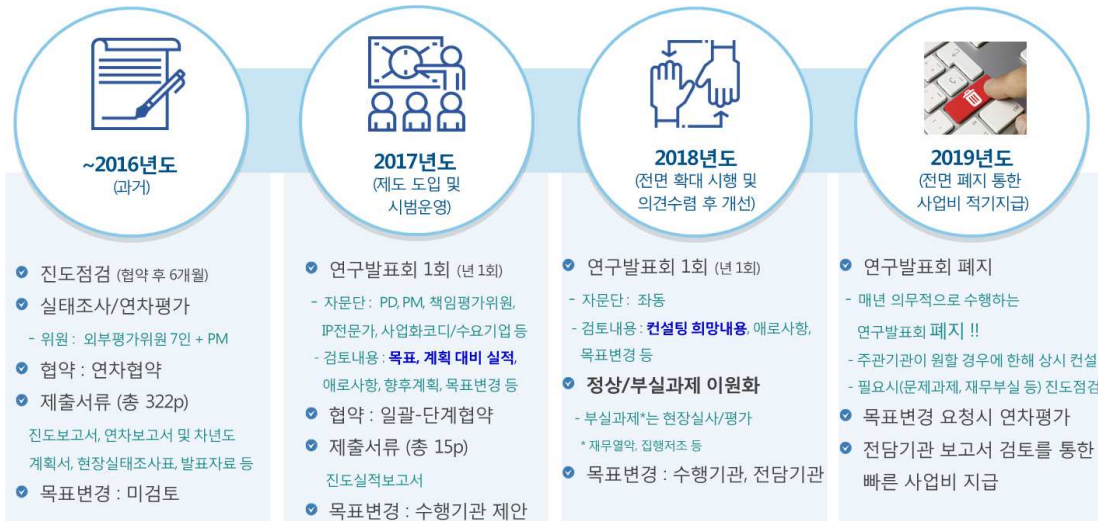 ~2016년도
(과거)
진도점검 (협약 후 6개월)
실태조사/연차평가
- 위원 : 외부평가위원 7인 + PM
협약 : 연차협약
제출서류 (총 322p)
진도보고서, 연차보고서 및 차년도
계획서, 현장실태조사표, 발표자료 등
목표변경 : 미검토
2017년도
(제도 도입 및
시범운영)
연구발표회 1회 (년 1회)
- 자문단 : PD, PM, 책임평가위원,
IP전문가, 사업화코디/수요기업 등
- 검토내용 : 목표, 계획 대비 실적,
애로사항, 향후계획, 목표변경 등
협약 : 일괄-단계협약
제출서류 (총 15p)
진도실적보고서
목표변경 : 수행기관 제안
2018년도
(전면 확대 시행 및
의견수렴 후 개선)
연구발표회 1회 (년 1회)
- 자문단 : 좌동
- 검토내용 : 컨설팅 희망내용, 애로사항,
목표변경 등
정상/부실과제 이원화
- 부실과제*는 현장실사/평가
* 재무열악, 집행저조 등
목표변경 : 수행기관, 전담기관
2019년도
(전면 폐지 통한
사업비 적기지급)
연구발표회 폐지
- 매년 의무적으로 수행하는
연구발표회 폐지 !!
- 주관기관이 원할 경우에 한해 상시 컨설
- 필요시(문제과제, 재무부실 등) 진도점검
목표변경 요청시 연차평가
전담기관 보고서 검토를 통한
빠른 사업비 지급